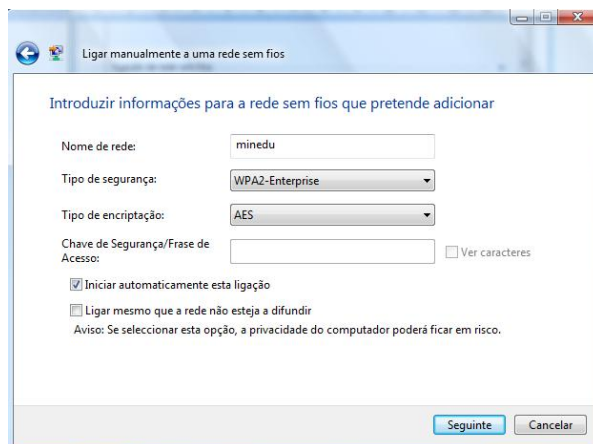 Ligar manualmente a uma rede sem fios
Introduzir informações para a rede sem fios que pretende adicionar
Nome de rede: minedu
Tipo de segurança: WPA2-Enterprise
Tipo de encriptação: AES
Chave de Segurança/Frase de
Acesso:
Ver caracteres
Iniciar automaticamente esta ligação
Ligar mesmo que a rede não esteja a difundir
Aviso: Se seleccionar esta opção, a privacidade do computador poderá ficar em risco.
Seguinte Cancelar